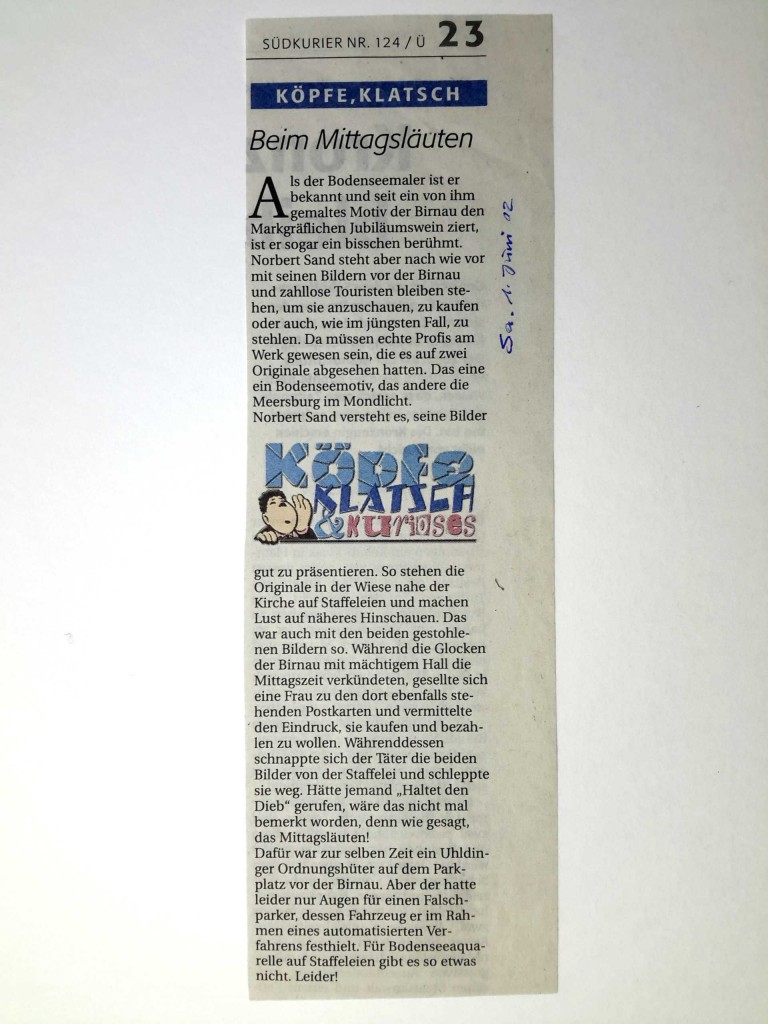 SÜDKURIER NR. 124 / Ü 23
KÖPFE,KLATSCH
Beim Mittagsläuten
Als der Bodenseemaler ist er
bekannt und seit ein von ihm
gemaltes Motiv der Birnau den
Markgräflichen Jubiläumswein ziert,
ist er sogar ein bisschen berühmt.
Norbert Sand steht aber nach wie vor
mit seinen Bildern vor der Birnau
und zahllose Touristen bleiben ste-
hen, um sie anzuschauen, zu kaufen
oder auch, wie im jüngsten Fall, zu
stehlen. Da müssen echte Profis am
Werk gewesen sein, die es auf zwei
Originale abgesehen hatten. Das eine
ein Bodenseemotiv, das andere die
Meersburg im Mondlicht.
Norbert Sand versteht es, seine Bilder
Köpfe
KLATSCH
& Kurioses
gut zu präsentieren. So stehen die
Originale in der Wiese nahe der
Kirche auf Staffeleien und machen
Lust auf näheres Hinschauen. Das
war auch mit den beiden gestohle-
nen Bildern so. Während die Glocken
der Birnau mit mächtigem Hall die
Mittagszeit verkündeten, gesellte sich
eine Frau zu den dort ebenfalls ste-
henden Postkarten und vermittelte
den Eindruck, sie kaufen und bezah-
len zu wollen. Währenddessen
schnappte sich der Täter die beiden
Bilder von der Staffelei und schleppte
sie weg. Hätte jemand „Haltet den
Dieb“ gerufen, wäre das nicht mal
bemerkt worden, denn wie gesagt,
das Mittagsläuten!
Dafür war zur selben Zeit ein Uhldin-
ger Ordnungshüter auf dem Park-
platz vor der Birnau. Aber der hatte
leider nur Augen für einen Falsch-
parker, dessen Fahrzeug er im Rah-
men eines automatisierten Ver-
fahrens festhielt. Für Bodenseeaqua-
relle auf Staffeleien gibt es so etwas
nicht. Leider!
Sa. 1. Juni 02